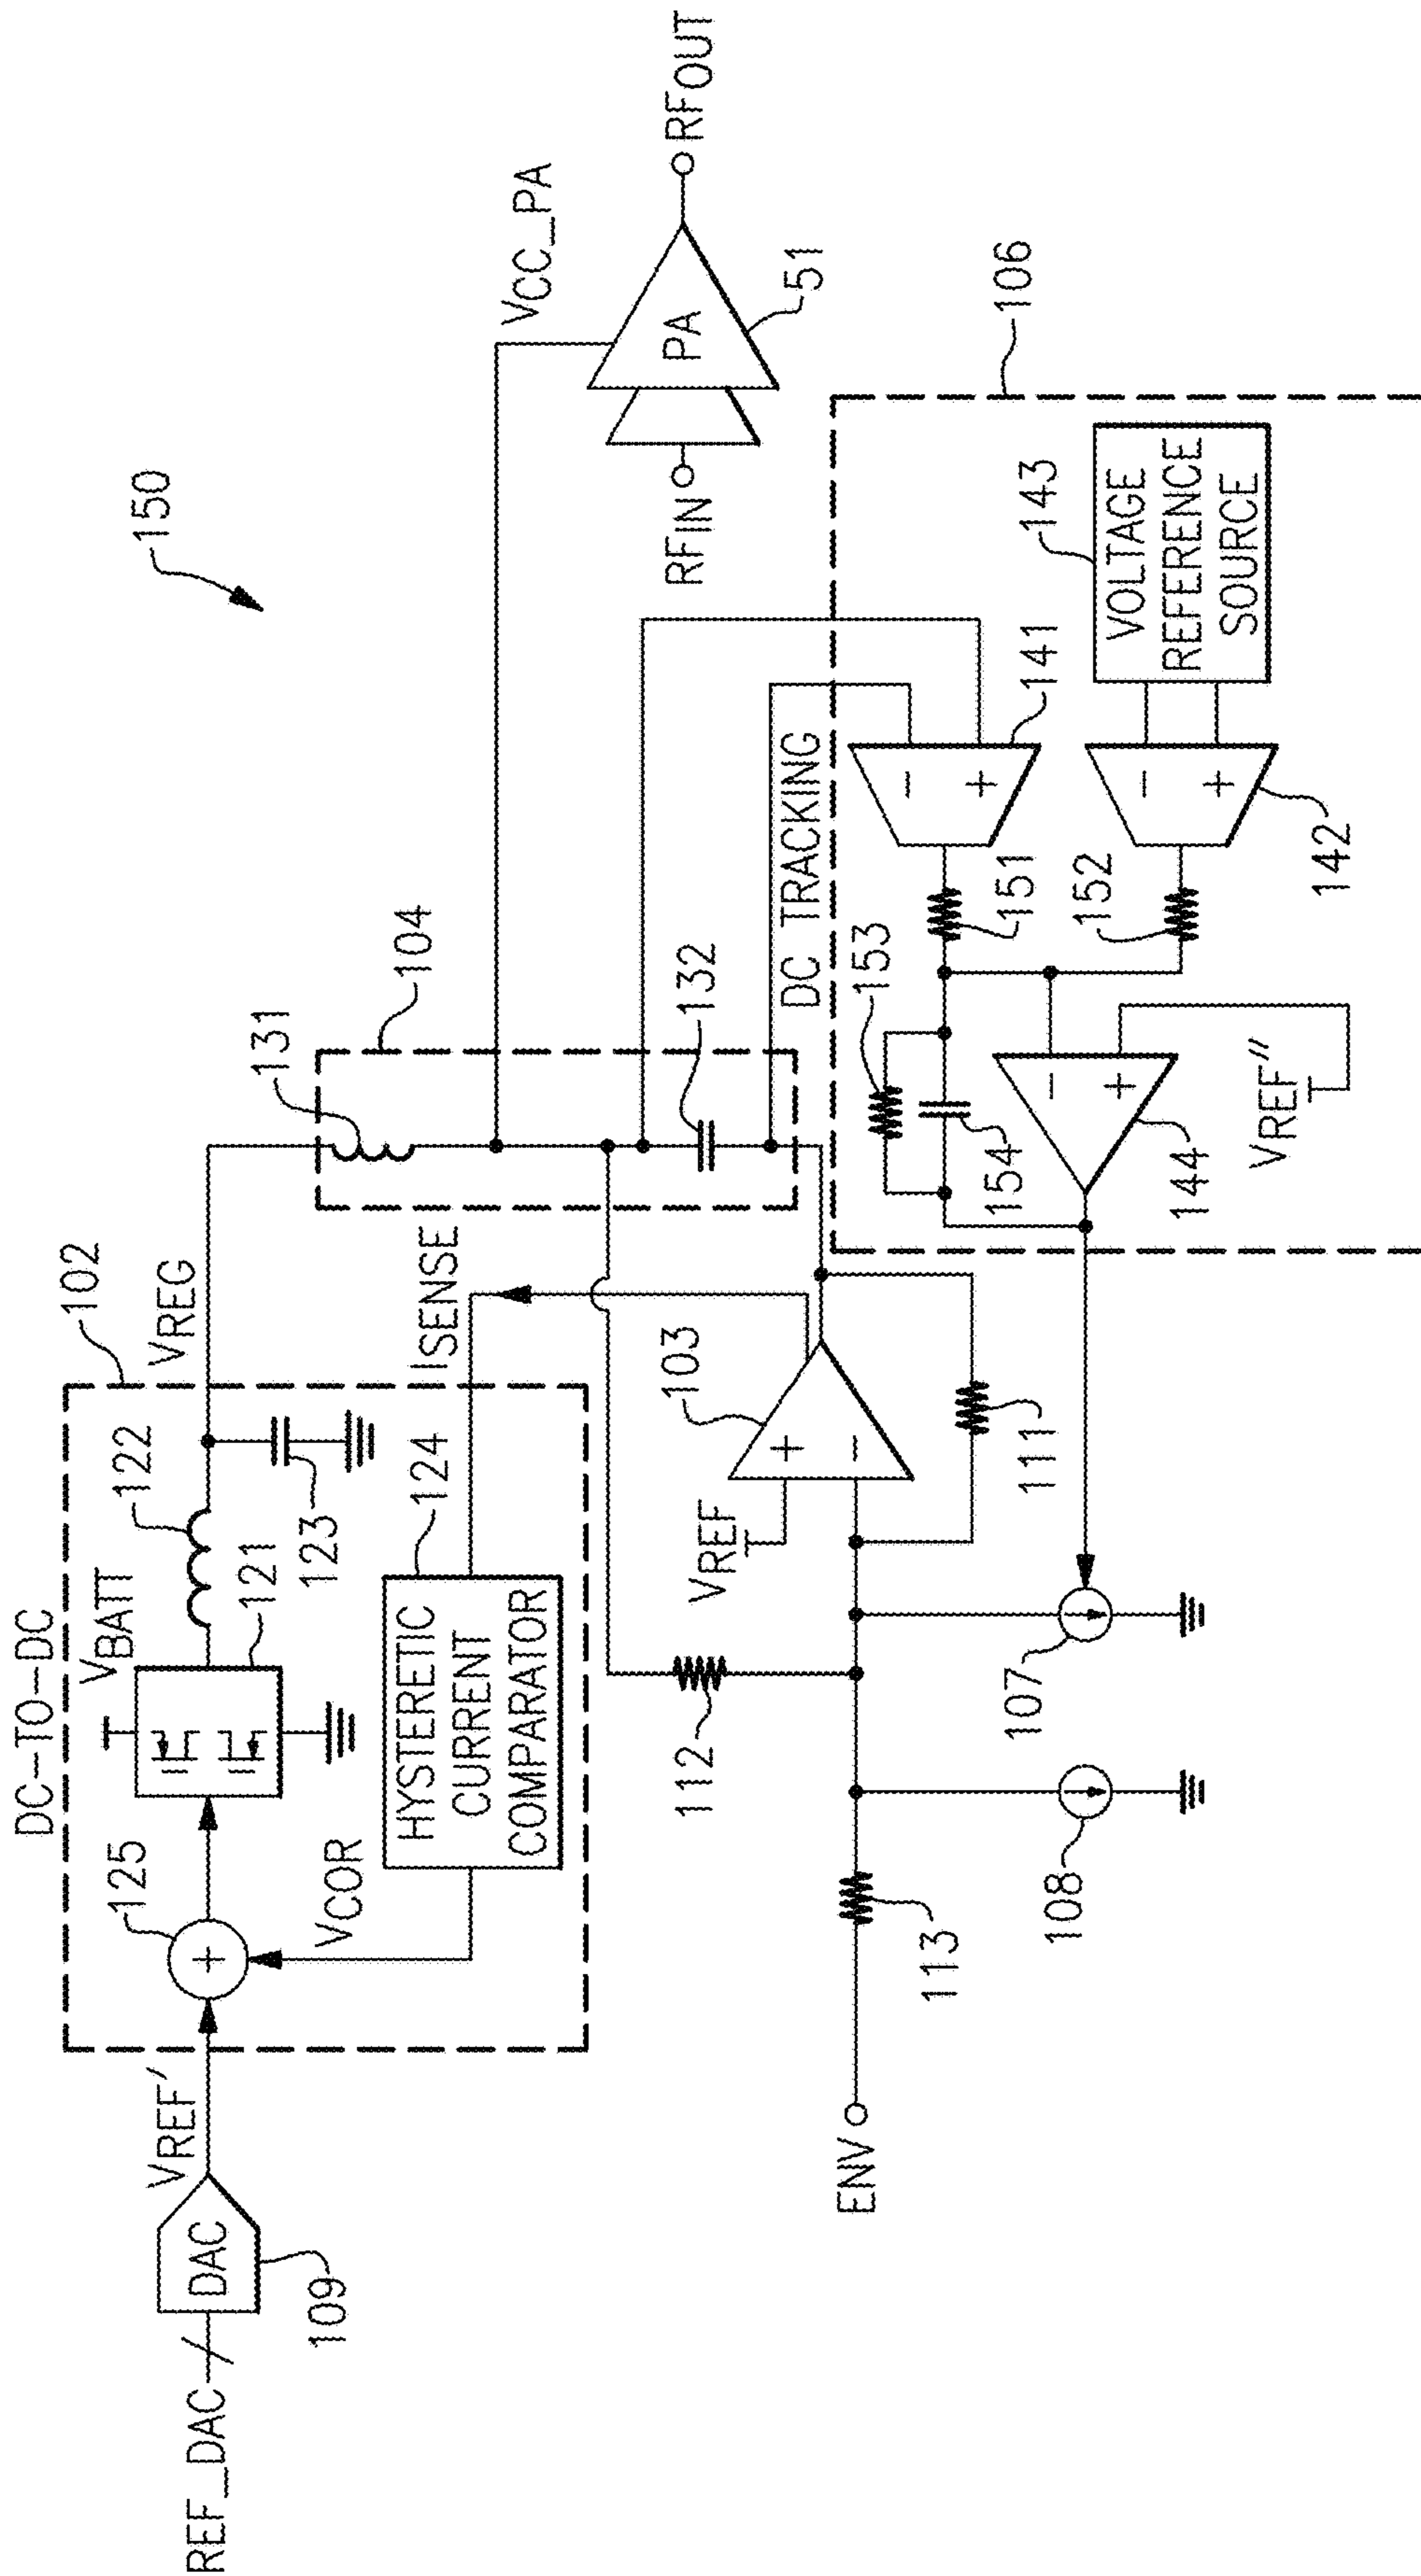 150
DC-TO-DC
102
REF_DAC
DAC
109
VREF'
125
VCOR
VBATT
121
122
123
HYSTERETIC
CURRENT
COMPARATOR
124
VREG
ISENSE
131
104
132
VCC_PA
RFIN
PA
51
RFOUT
ENV
113
108
112
107
VREF
+
−
103
111
DC TRACKING
106
153
154
151
152
−
+
141
−
+
142
143
VOLTAGE
REFERENCE
SOURCE
−
+
144
VREF''
+